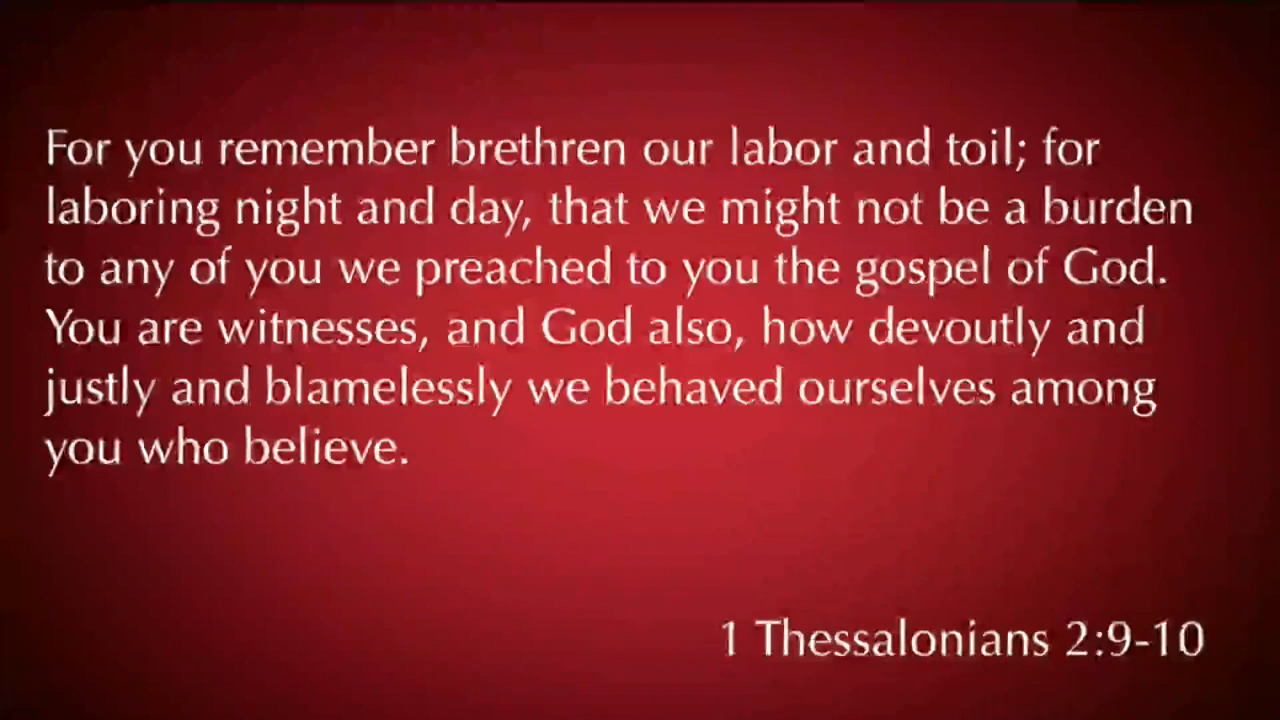 For you remember brethren our labor and toil; for
laboring night and day, that we might not be a burden
to any of you we preached to you the gospel of God.
You are witnesses, and God also, how devoutly and
justly and blamelessly we behaved ourselves among
you who believe.
1 Thessalonians 2:9-10